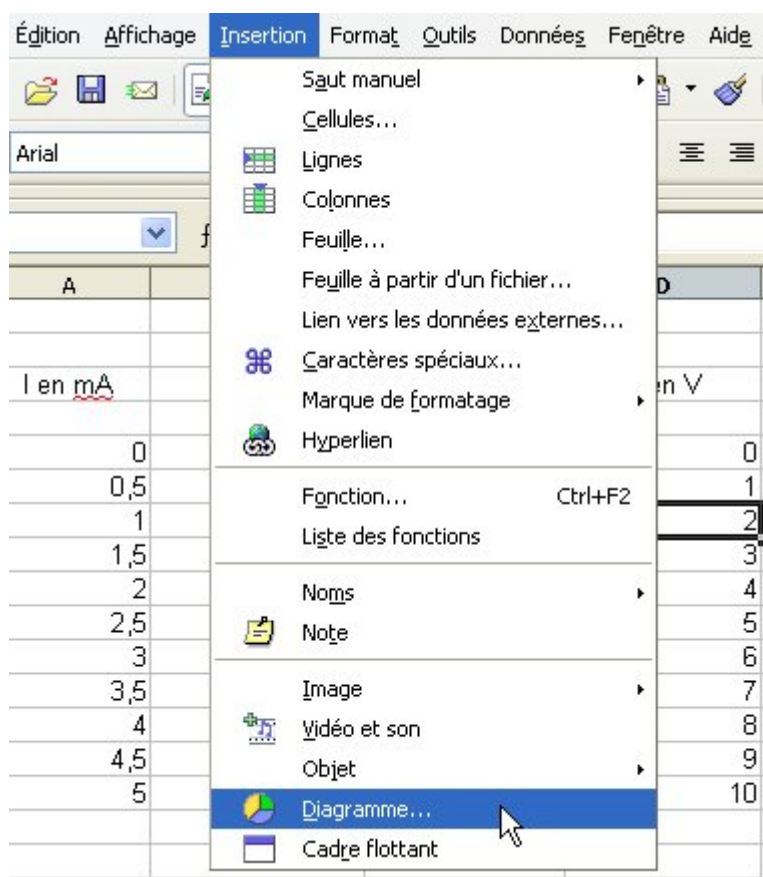 Édition Affichage Insertion Format Outils Données Fenêtre Aide
Saut manuel
Cellules...
Arial
Lignes
Colonnes
Feuille...
A D
Feuille à partir d'un fichier...
Lien vers les données externes...
Caractères spéciaux...
I en mA en V
Marque de formatage
Hyperlien
0 0
0,5 1
Fonction... Ctrl+F2
1 2
Liste des fonctions
1,5 3
2 Noms 4
2,5 Note 5
3 6
3,5 Image 7
4 Vidéo et son 8
4,5 Objet 9
5 Diagramme... 10
Cadre flottant